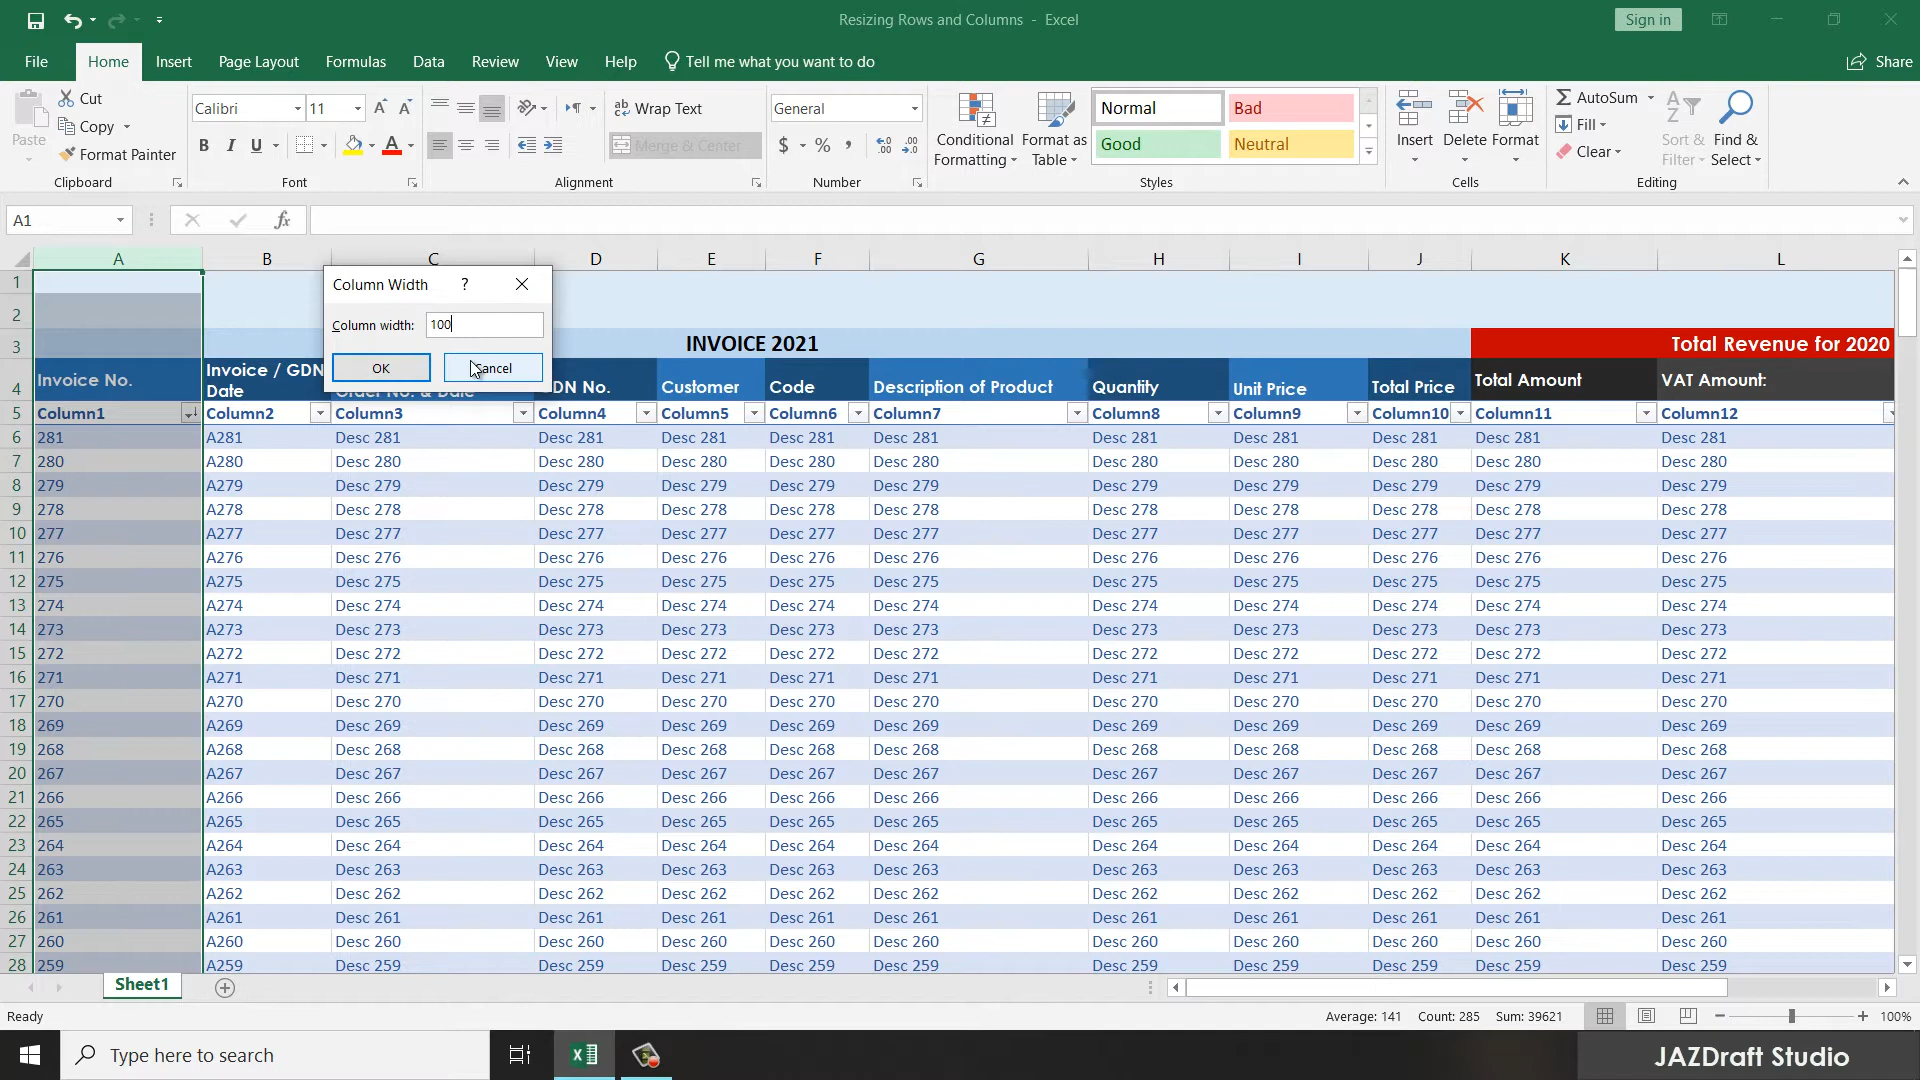 Resizing Rows and Columns - Excel
Sign in
File Home Insert Page Layout Formulas Data Review View Help Tell me what you want to do Share
Paste
Cut
Copy
Format Painter
Clipboard
Calibri 11
B I U A
Font
Wrap Text
Merge & Center
Alignment
General
$ % ,
Number
Conditional Formatting
Format as Table
Normal Bad
Good Neutral
Styles
Insert Delete Format
Cells
AutoSum
Fill
Clear
Sort & Filter
Find & Select
Editing
A1 fx
A B C D E F G H I J K L
Column Width ? ×
Column width: 100
OK Cancel
1
2
3 INVOICE 2021 Total Revenue for 2020
4 Invoice No. Invoice / GDN Date Order No. & Date Customer Code Description of Product Quantity Unit Price Total Price Total Amount VAT Amount:
5 Column1 Column2 Column3 Column4 Column5 Column6 Column7 Column8 Column9 Column10 Column11 Column12
6 281 A281 Desc 281 Desc 281 Desc 281 Desc 281 Desc 281 Desc 281 Desc 281 Desc 281 Desc 281 Desc 281
7 280 A280 Desc 280 Desc 280 Desc 280 Desc 280 Desc 280 Desc 280 Desc 280 Desc 280 Desc 280 Desc 280
8 279 A279 Desc 279 Desc 279 Desc 279 Desc 279 Desc 279 Desc 279 Desc 279 Desc 279 Desc 279 Desc 279
9 278 A278 Desc 278 Desc 278 Desc 278 Desc 278 Desc 278 Desc 278 Desc 278 Desc 278 Desc 278 Desc 278
10 277 A277 Desc 277 Desc 277 Desc 277 Desc 277 Desc 277 Desc 277 Desc 277 Desc 277 Desc 277 Desc 277
11 276 A276 Desc 276 Desc 276 Desc 276 Desc 276 Desc 276 Desc 276 Desc 276 Desc 276 Desc 276 Desc 276
12 275 A275 Desc 275 Desc 275 Desc 275 Desc 275 Desc 275 Desc 275 Desc 275 Desc 275 Desc 275 Desc 275
13 274 A274 Desc 274 Desc 274 Desc 274 Desc 274 Desc 274 Desc 274 Desc 274 Desc 274 Desc 274 Desc 274
14 273 A273 Desc 273 Desc 273 Desc 273 Desc 273 Desc 273 Desc 273 Desc 273 Desc 273 Desc 273 Desc 273
15 272 A272 Desc 272 Desc 272 Desc 272 Desc 272 Desc 272 Desc 272 Desc 272 Desc 272 Desc 272 Desc 272
16 271 A271 Desc 271 Desc 271 Desc 271 Desc 271 Desc 271 Desc 271 Desc 271 Desc 271 Desc 271 Desc 271
17 270 A270 Desc 270 Desc 270 Desc 270 Desc 270 Desc 270 Desc 270 Desc 270 Desc 270 Desc 270 Desc 270
18 269 A269 Desc 269 Desc 269 Desc 269 Desc 269 Desc 269 Desc 269 Desc 269 Desc 269 Desc 269 Desc 269
19 268 A268 Desc 268 Desc 268 Desc 268 Desc 268 Desc 268 Desc 268 Desc 268 Desc 268 Desc 268 Desc 268
20 267 A267 Desc 267 Desc 267 Desc 267 Desc 267 Desc 267 Desc 267 Desc 267 Desc 267 Desc 267 Desc 267
21 266 A266 Desc 266 Desc 266 Desc 266 Desc 266 Desc 266 Desc 266 Desc 266 Desc 266 Desc 266 Desc 266
22 265 A265 Desc 265 Desc 265 Desc 265 Desc 265 Desc 265 Desc 265 Desc 265 Desc 265 Desc 265 Desc 265
23 264 A264 Desc 264 Desc 264 Desc 264 Desc 264 Desc 264 Desc 264 Desc 264 Desc 264 Desc 264 Desc 264
24 263 A263 Desc 263 Desc 263 Desc 263 Desc 263 Desc 263 Desc 263 Desc 263 Desc 263 Desc 263 Desc 263
25 262 A262 Desc 262 Desc 262 Desc 262 Desc 262 Desc 262 Desc 262 Desc 262 Desc 262 Desc 262 Desc 262
26 261 A261 Desc 261 Desc 261 Desc 261 Desc 261 Desc 261 Desc 261 Desc 261 Desc 261 Desc 261 Desc 261
27 260 A260 Desc 260 Desc 260 Desc 260 Desc 260 Desc 260 Desc 260 Desc 260 Desc 260 Desc 260 Desc 260
28 259 A259 Desc 259 Desc 259 Desc 259 Desc 259 Desc 259 Desc 259 Desc 259 Desc 259 Desc 259 Desc 259
Sheet1
Ready Average: 141 Count: 285 Sum: 39621 100%
Type here to search
JAZDraft Studio